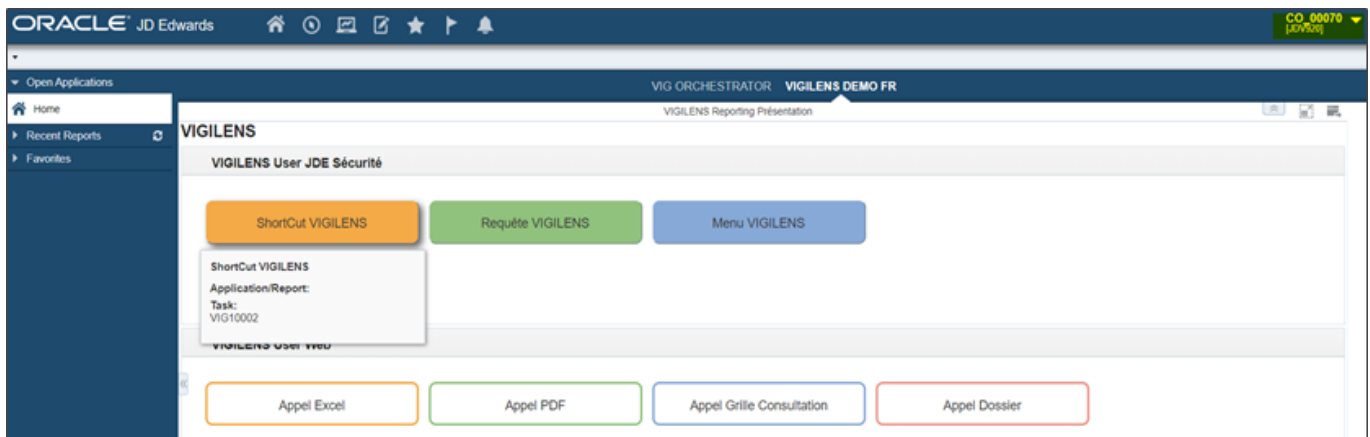 ORACLE JD Edwards
CO_00070
[JDV920]
Open Applications
VIG ORCHESTRATOR VIGILENS DEMO FR
Home
VIGILENS Reporting Présentation
Recent Reports
VIGILENS
Favorites
VIGILENS User JDE Sécurité
ShortCut VIGILENS
Requête VIGILENS
Menu VIGILENS
ShortCut VIGILENS
Application/Report:
Task:
VIG10002
VIGILENS User Web
Appel Excel
Appel PDF
Appel Grille Consultation
Appel Dossier